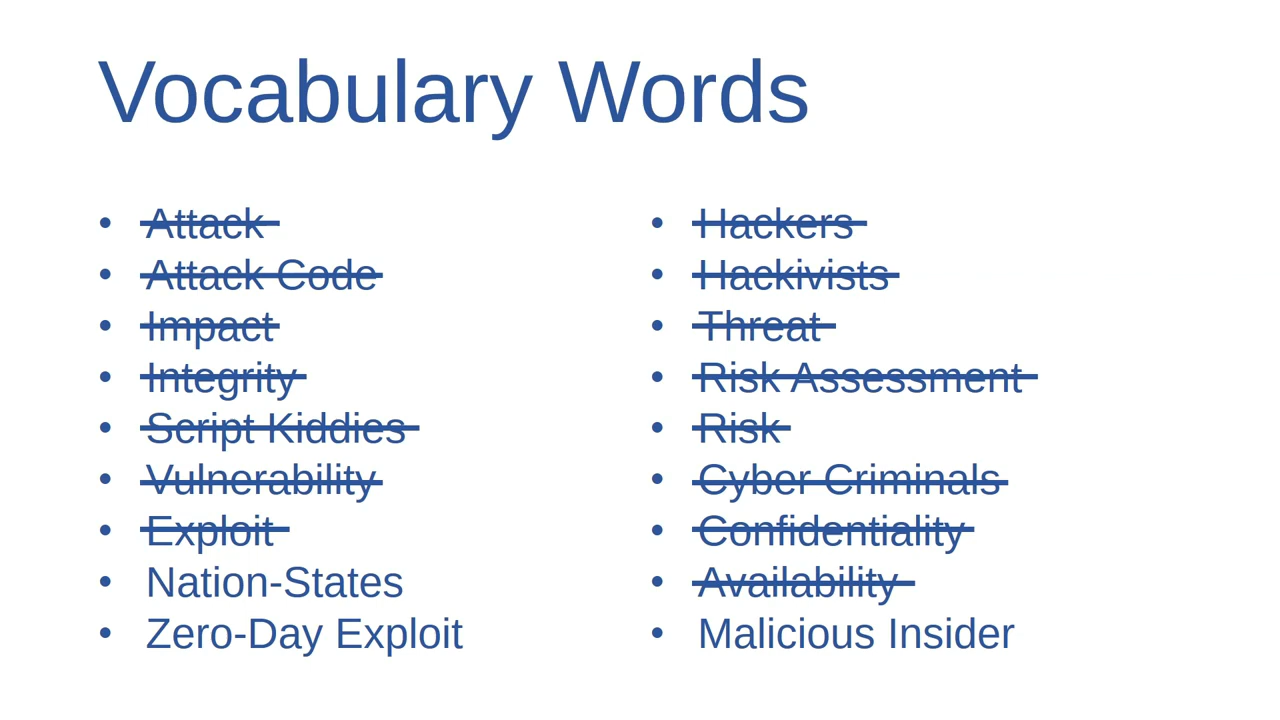 Vocabulary Words
• Attack
• Attack Code
• Impact
• Integrity
• Script Kiddies
• Vulnerability
• Exploit
• Nation-States
• Zero-Day Exploit
• Hackers
• Hackivists
• Threat
• Risk Assessment
• Risk
• Cyber Criminals
• Confidentiality
• Availability
• Malicious Insider